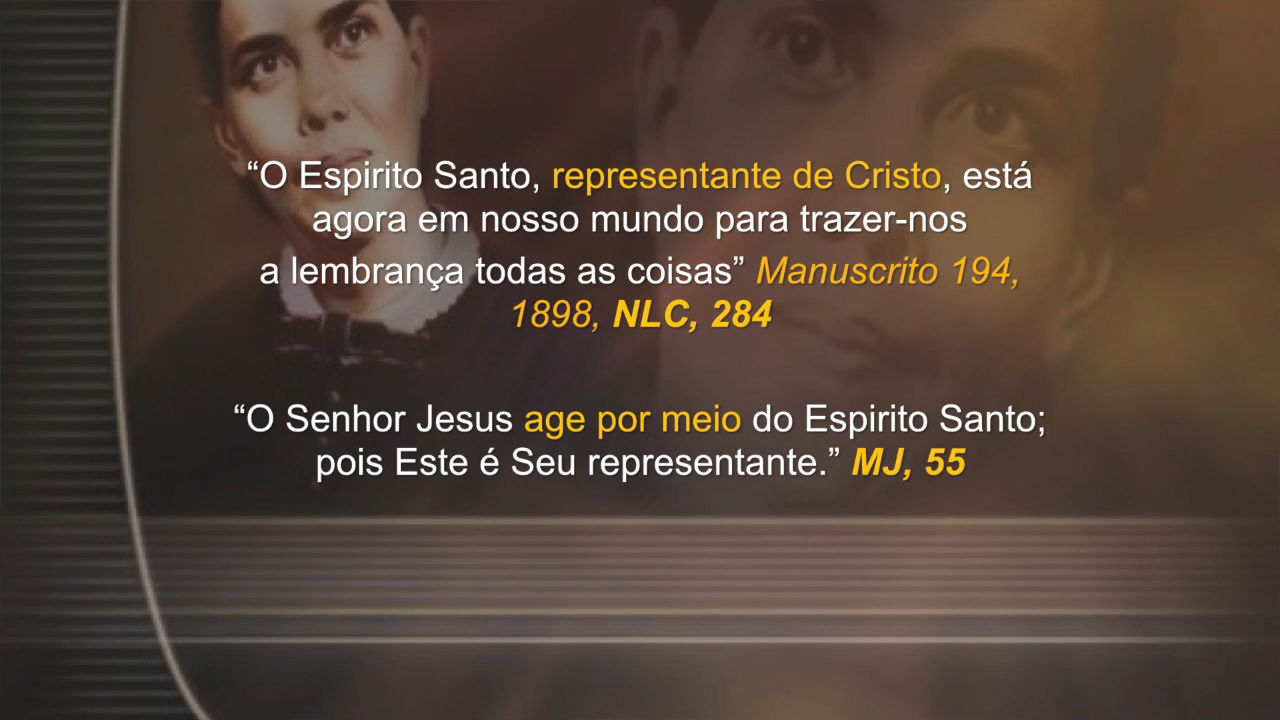 “O Espirito Santo, representante de Cristo, está
agora em nosso mundo para trazer-nos
a lembrança todas as coisas” Manuscrito 194,
1898, NLC, 284
“O Senhor Jesus age por meio do Espirito Santo;
pois Este é Seu representante.” MJ, 55